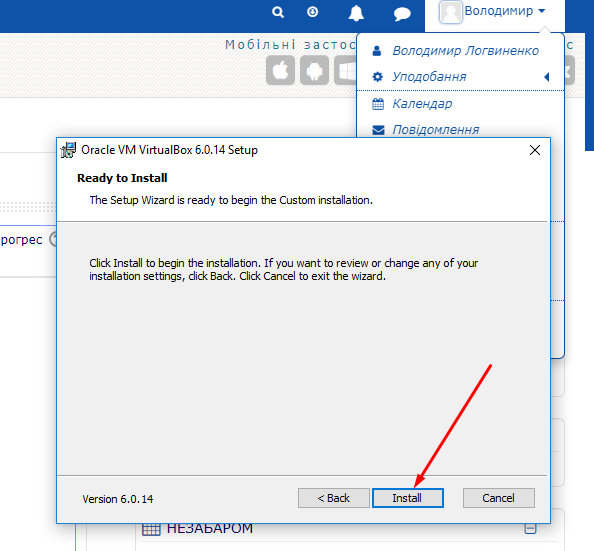 Володимир
Мобільні застос
с
Володимир Логвиненко
Уподобання
Календар
Повідомлення
Oracle VM VirtualBox 6.0.14 Setup
Ready to Install
The Setup Wizard is ready to begin the Custom installation.
рогрес
Click Install to begin the installation. If you want to review or change any of your
installation settings, click Back. Click Cancel to exit the wizard.
Version 6.0.14
< Back
Install
Cancel
НЕЗАБАРОМ